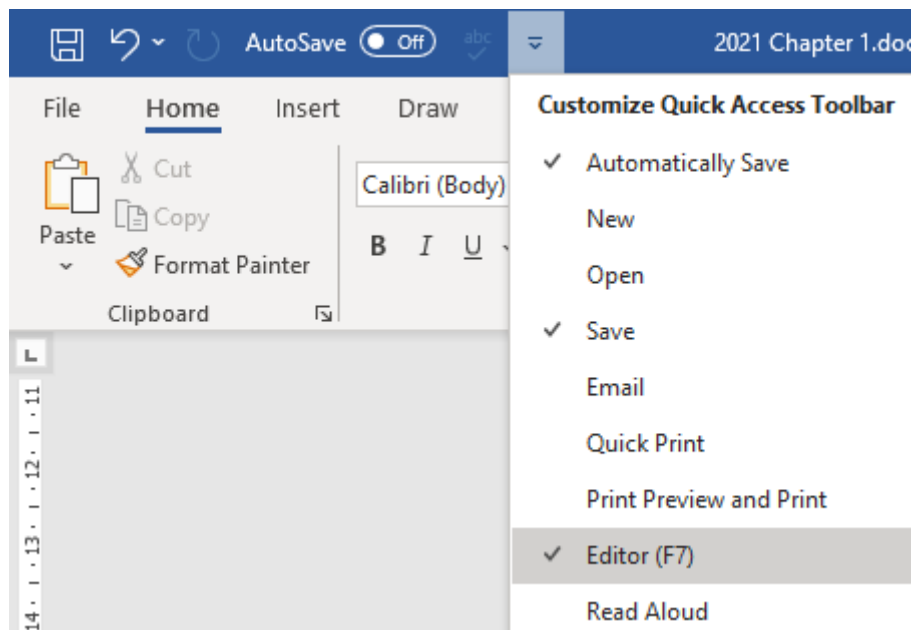 AutoSave Off abc 2021 Chapter 1.doc
File Home Insert Draw
Customize Quick Access Toolbar
Paste
Cut
Copy
Format Painter
Clipboard
Calibri (Body)
B I U
Automatically Save
New
Open
Save
Email
Quick Print
Print Preview and Print
Editor (F7)
Read Aloud
L
11
12
13
14